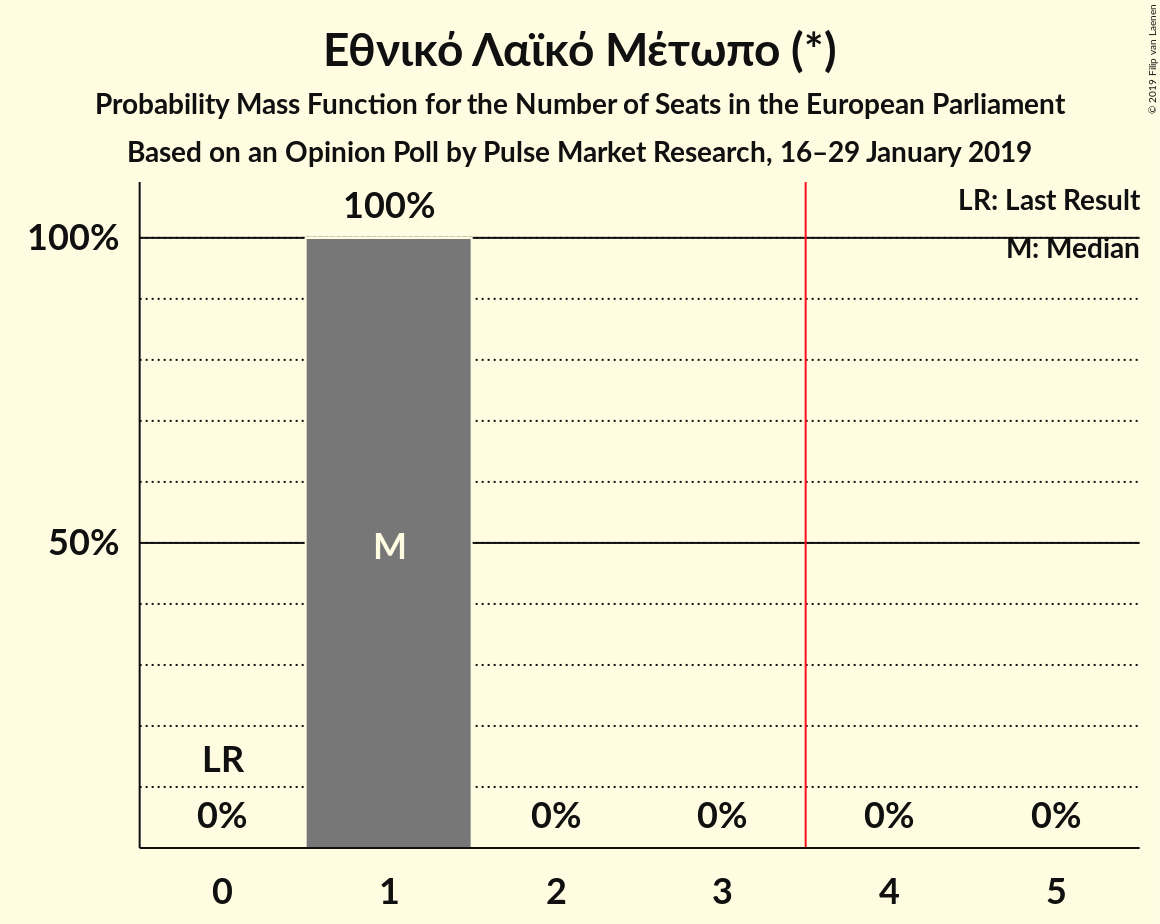 Εθνικό Λαϊκό Μέτωπο (*)
Probability Mass Function for the Number of Seats in the European Parliament
Based on an Opinion Poll by Pulse Market Research, 16–29 January 2019
© 2019 Filip van Laenen
LR: Last Result
M: Median
100%
100%
50%
M
LR
0%
0%
0%
0%
0%
0
1
2
3
4
5